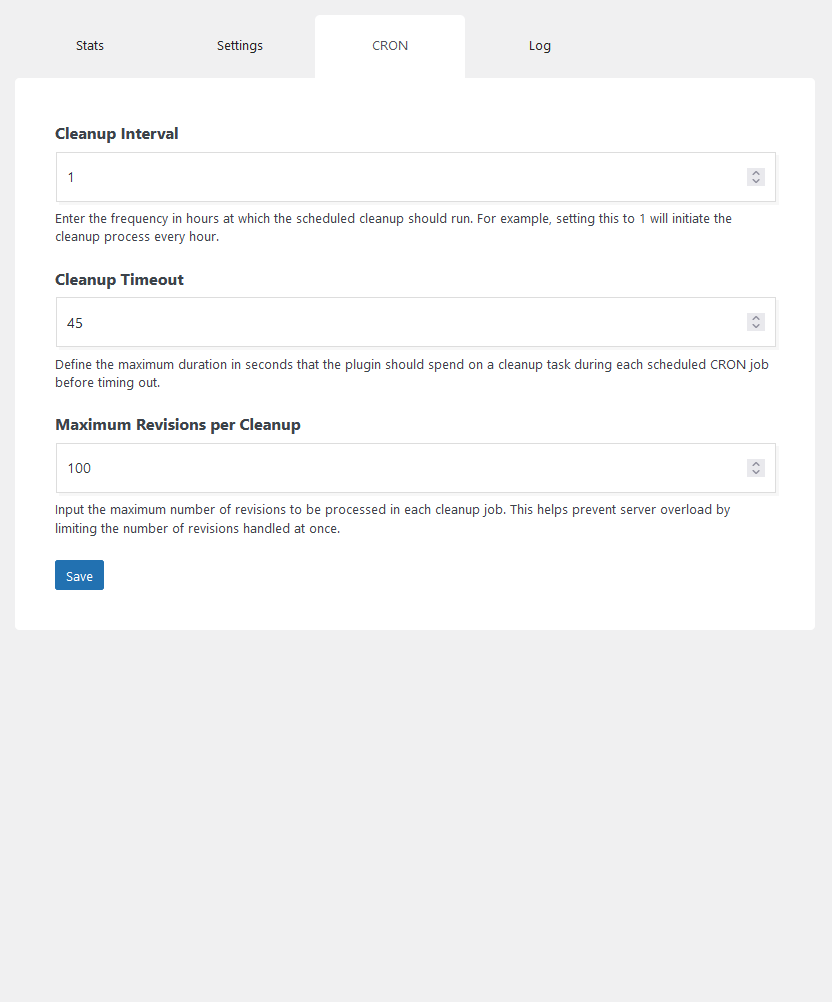 Stats Settings CRON Log
Cleanup Interval
1
Enter the frequency in hours at which the scheduled cleanup should run. For example, setting this to 1 will initiate the
cleanup process every hour.
Cleanup Timeout
45
Define the maximum duration in seconds that the plugin should spend on a cleanup task during each scheduled CRON job
before timing out.
Maximum Revisions per Cleanup
100
Input the maximum number of revisions to be processed in each cleanup job. This helps prevent server overload by
limiting the number of revisions handled at once.
Save